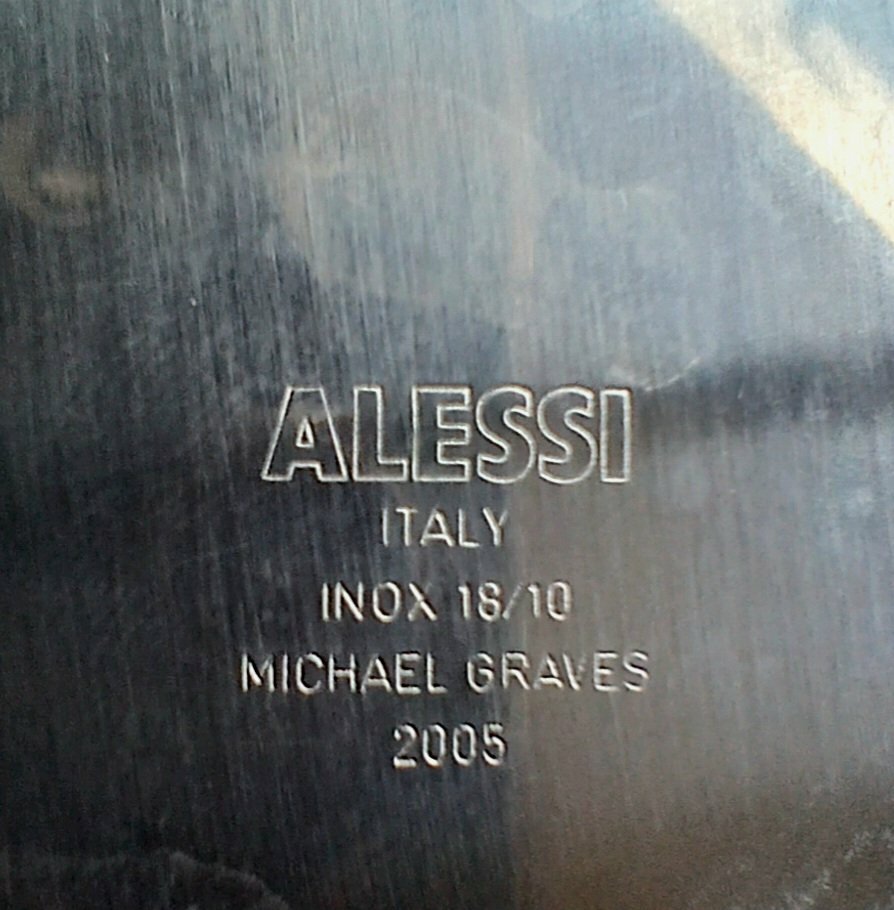 ALESSI
ITALY
INOX 18/10
MICHAEL GRAVES
2005